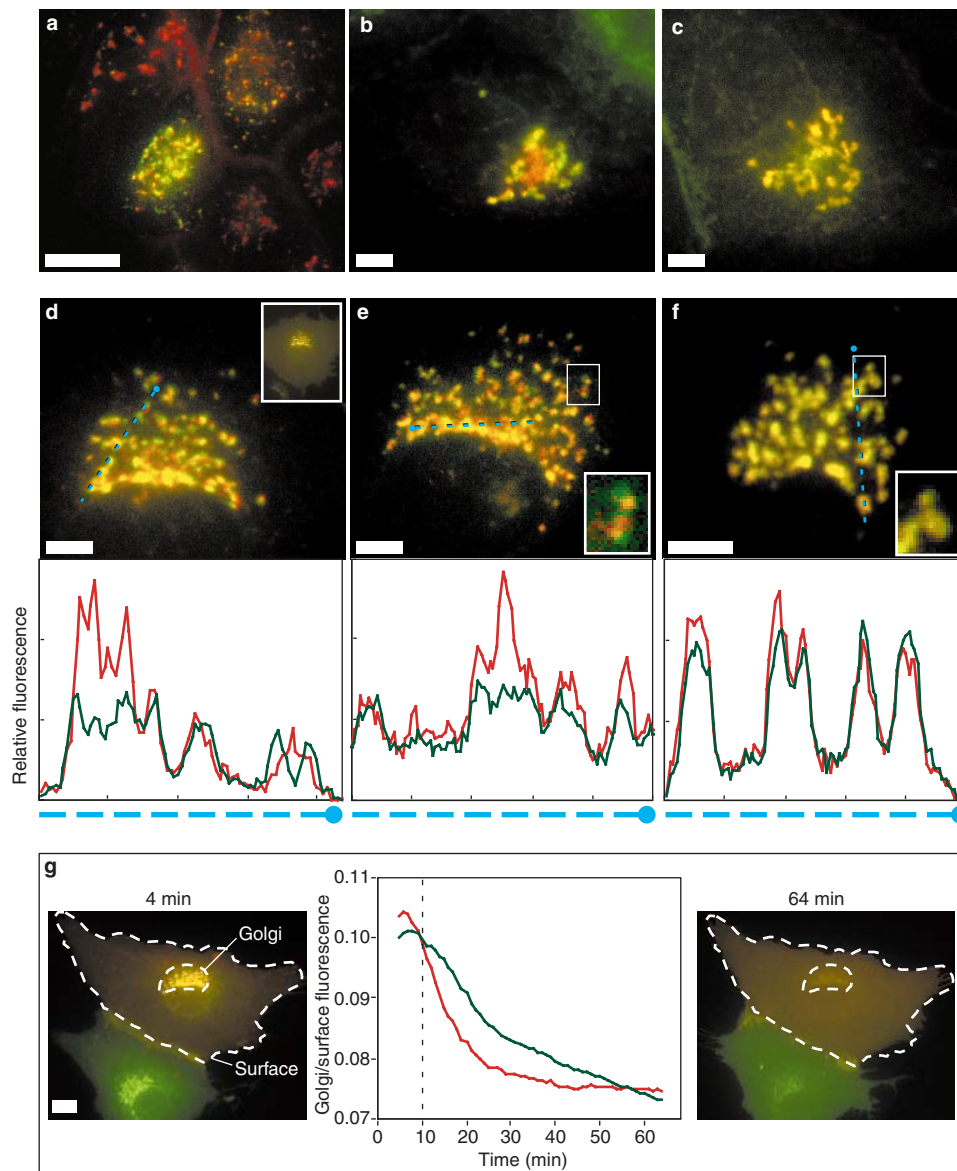 a
b
c
d
e
f
Relative fluorescence
g
4 min
64 min
Golgi
Surface
Golgi/surface fluorescence
0.11
0.10
0.09
0.08
0.07
0 10 20 30 40 50 60
Time (min)